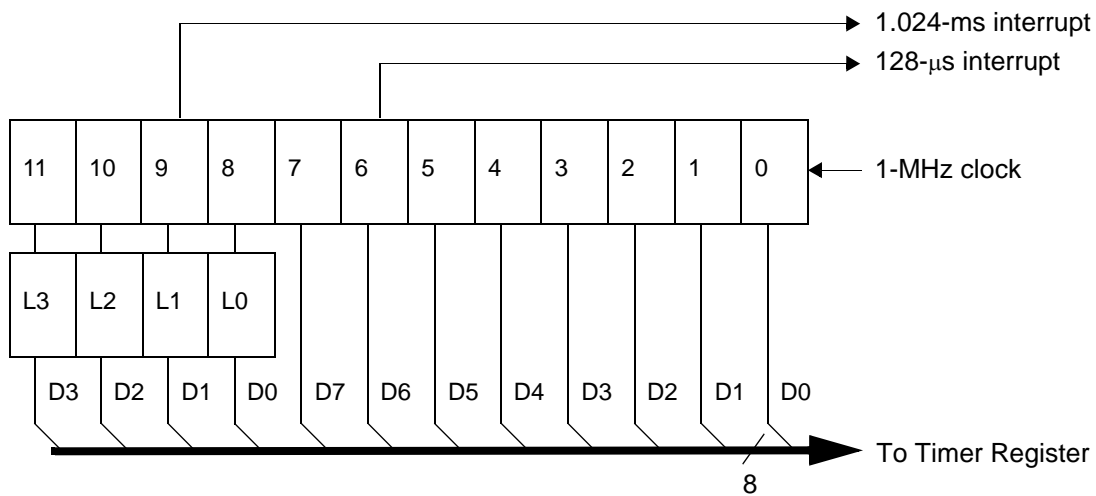 1.024-ms interrupt
128-μs interrupt
11 10 9 8 7 6 5 4 3 2 1 0
1-MHz clock
L3 L2 L1 L0
D3 D2 D1 D0 D7 D6 D5 D4 D3 D2 D1 D0
To Timer Register
8